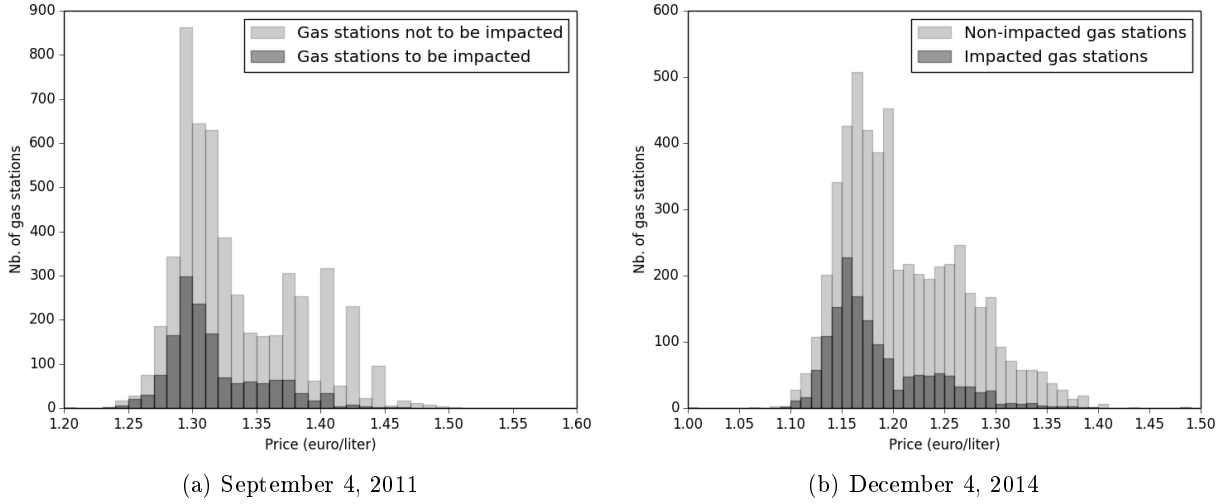 900
800
700
600
500
400
300
200
100
0
Nb. of gas stations
Gas stations not to be impacted
Gas stations to be impacted
1.20 1.25 1.30 1.35 1.40 1.45 1.50 1.55 1.60
Price (euro/liter)
(a) September 4, 2011
600
500
400
300
200
100
0
Nb. of gas stations
Non-impacted gas stations
Impacted gas stations
1.00 1.05 1.10 1.15 1.20 1.25 1.30 1.35 1.40 1.45 1.50
Price (euro/liter)
(b) December 4, 2014